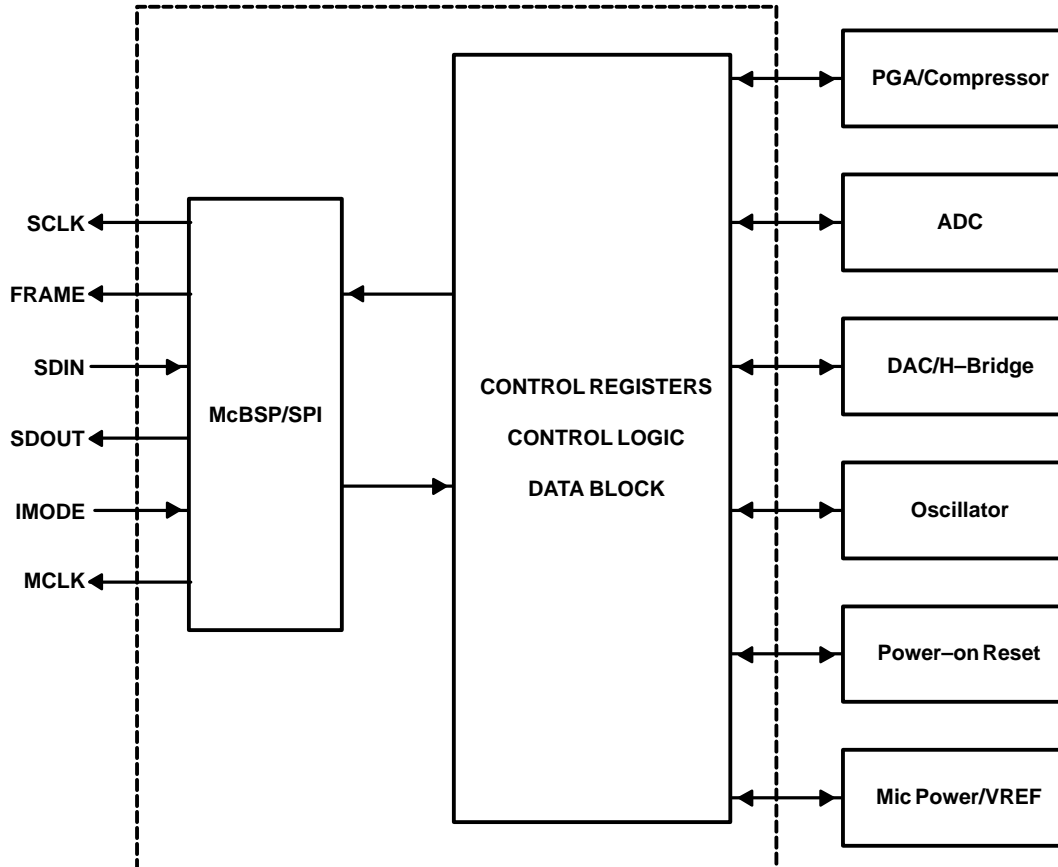 SCLK
FRAME
SDIN
SDOUT
IMODE
MCLK
McBSP/SPI
CONTROL REGISTERS
CONTROL LOGIC
DATA BLOCK
PGA/Compressor
ADC
DAC/H–Bridge
Oscillator
Power–on Reset
Mic Power/VREF